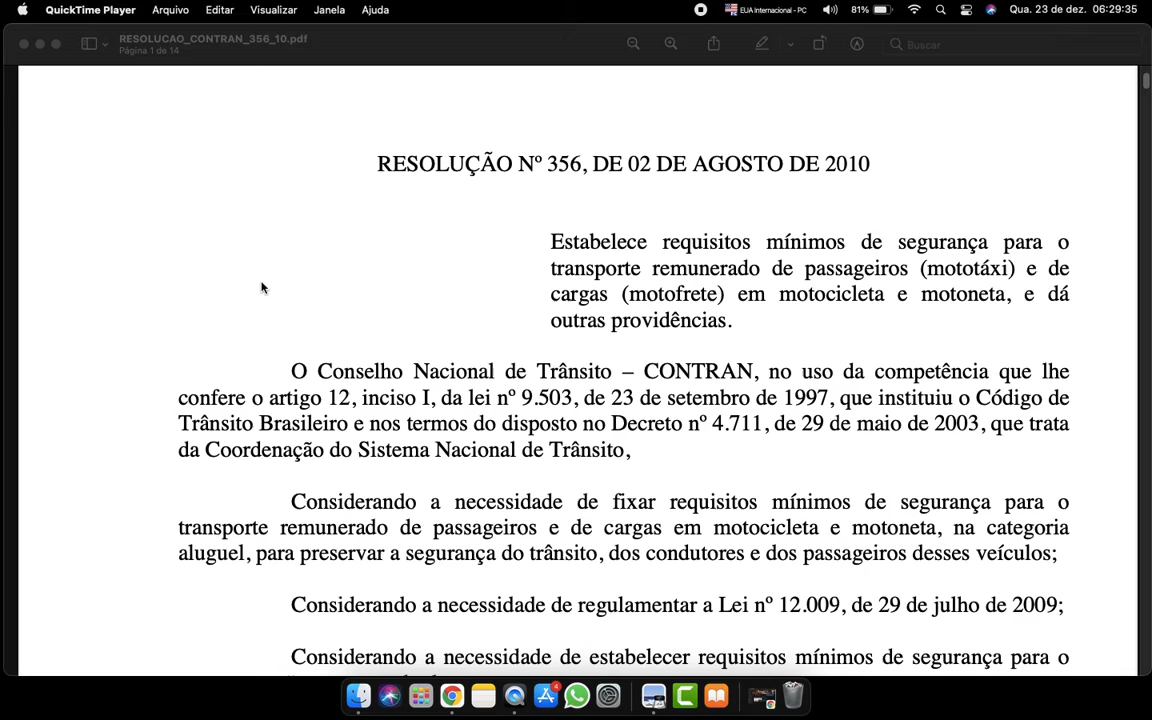 QuickTime Player Arquivo Editar Visualizar Janela Ajuda EUA Internacional - PC 81% Qua. 23 de dez. 06:29:35
RESOLUCAO_CONTRAN_356_10.pdf
Página 1 de 14
Buscar
RESOLUÇÃO Nº 356, DE 02 DE AGOSTO DE 2010
Estabelece requisitos mínimos de segurança para o
transporte remunerado de passageiros (mototáxi) e de
cargas (motofrete) em motocicleta e motoneta, e dá
outras providências.
O Conselho Nacional de Trânsito – CONTRAN, no uso da competência que lhe
confere o artigo 12, inciso I, da lei nº 9.503, de 23 de setembro de 1997, que instituiu o Código de
Trânsito Brasileiro e nos termos do disposto no Decreto nº 4.711, de 29 de maio de 2003, que trata
da Coordenação do Sistema Nacional de Trânsito,
Considerando a necessidade de fixar requisitos mínimos de segurança para o
transporte remunerado de passageiros e de cargas em motocicleta e motoneta, na categoria
aluguel, para preservar a segurança do trânsito, dos condutores e dos passageiros desses veículos;
Considerando a necessidade de regulamentar a Lei nº 12.009, de 29 de julho de 2009;
Considerando a necessidade de estabelecer requisitos mínimos de segurança para o
4